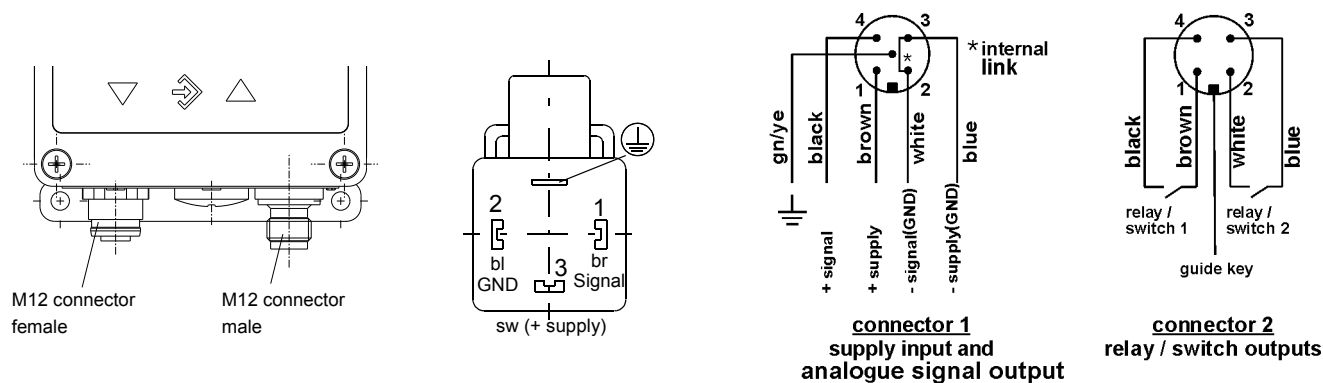 M12 connector
female
M12 connector
male
2
1
bl
GND
3
br
Signal
sw (+ supply)
4
3
*
* internal
link
1
2
gn/ye
black
brown
white
blue
+ signal
+ supply
- signal(GND)
- supply(GND)
connector 1
supply input and
analogue signal output
4
3
1
2
black
brown
white
blue
relay /
switch 1
relay /
switch 2
guide key
connector 2
relay / switch outputs